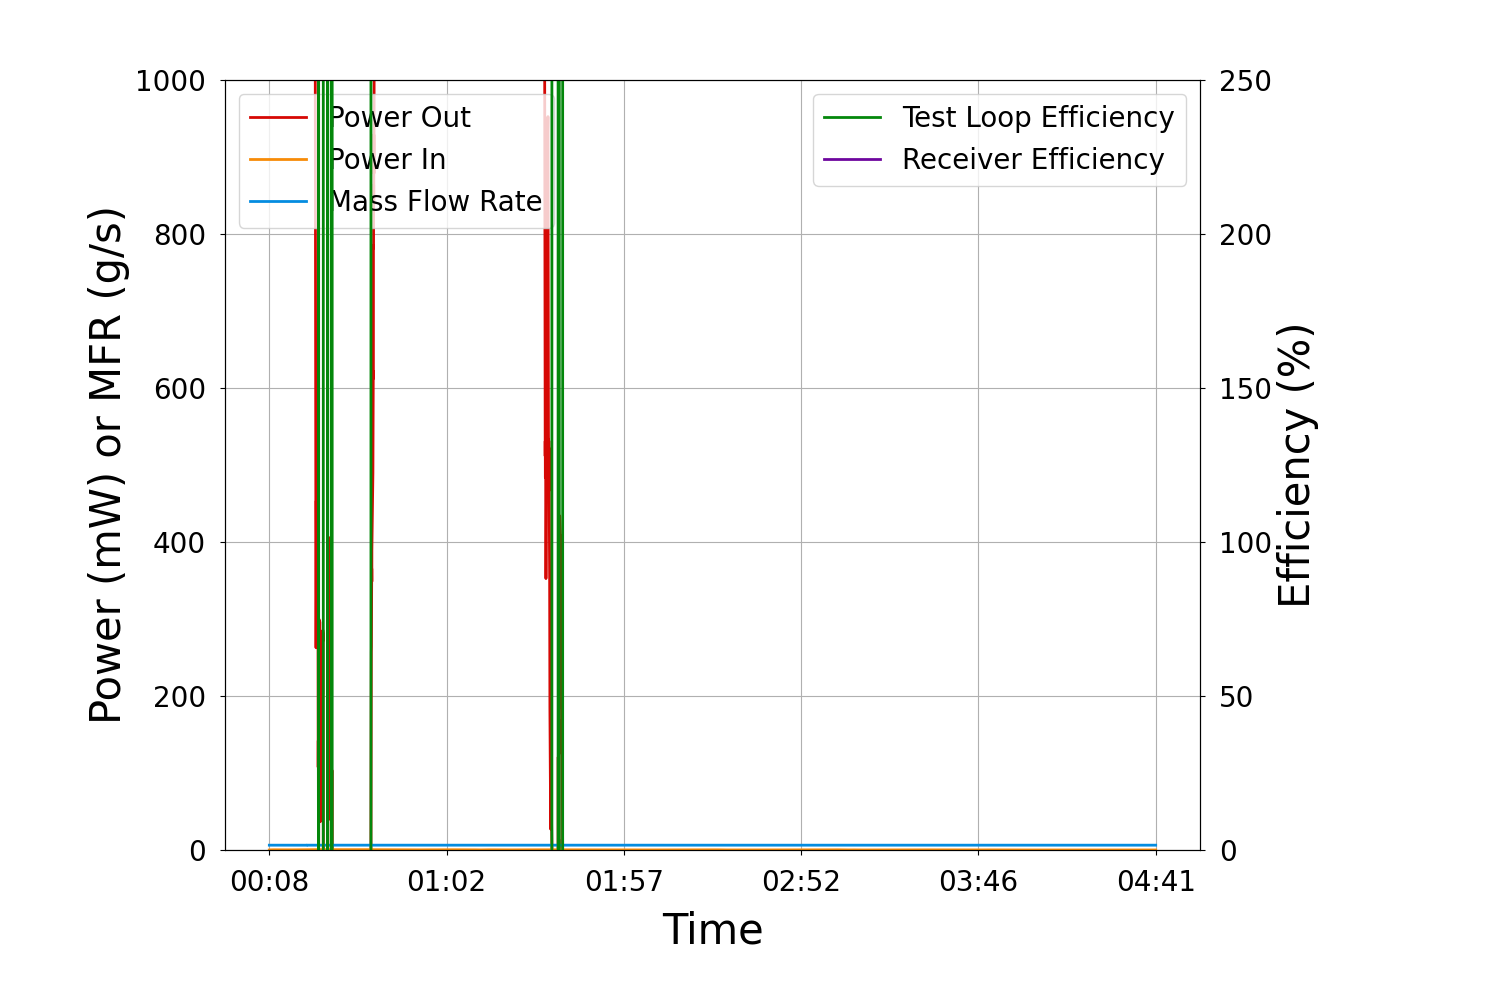 1000
800
600
400
200
0
Power (mW) or MFR (g/s)
Power Out
Power In
Mass Flow Rate
Test Loop Efficiency
Receiver Efficiency
250
200
150
100
50
0
Efficiency (%)
00:08 01:02 01:57 02:52 03:46 04:41
Time